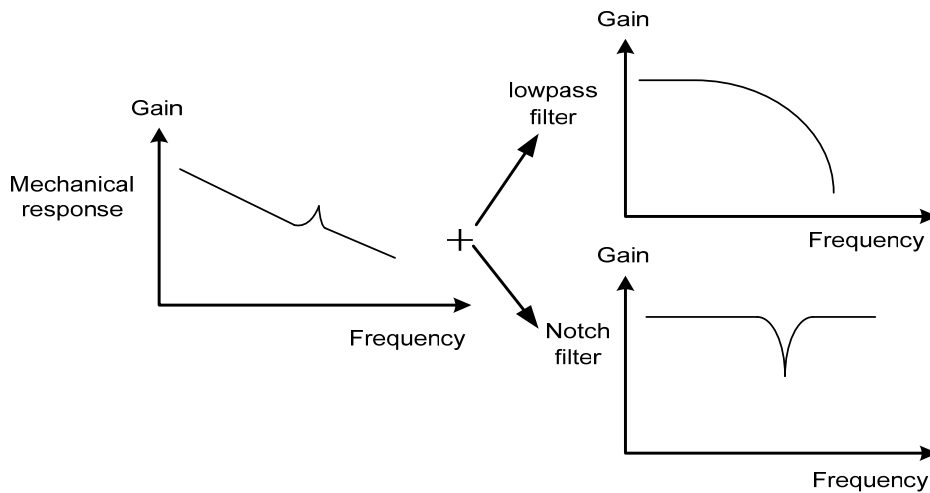 Gain
Mechanical
response
Frequency
+
lowpass
filter
Gain
Frequency
Notch
filter
Gain
Frequency